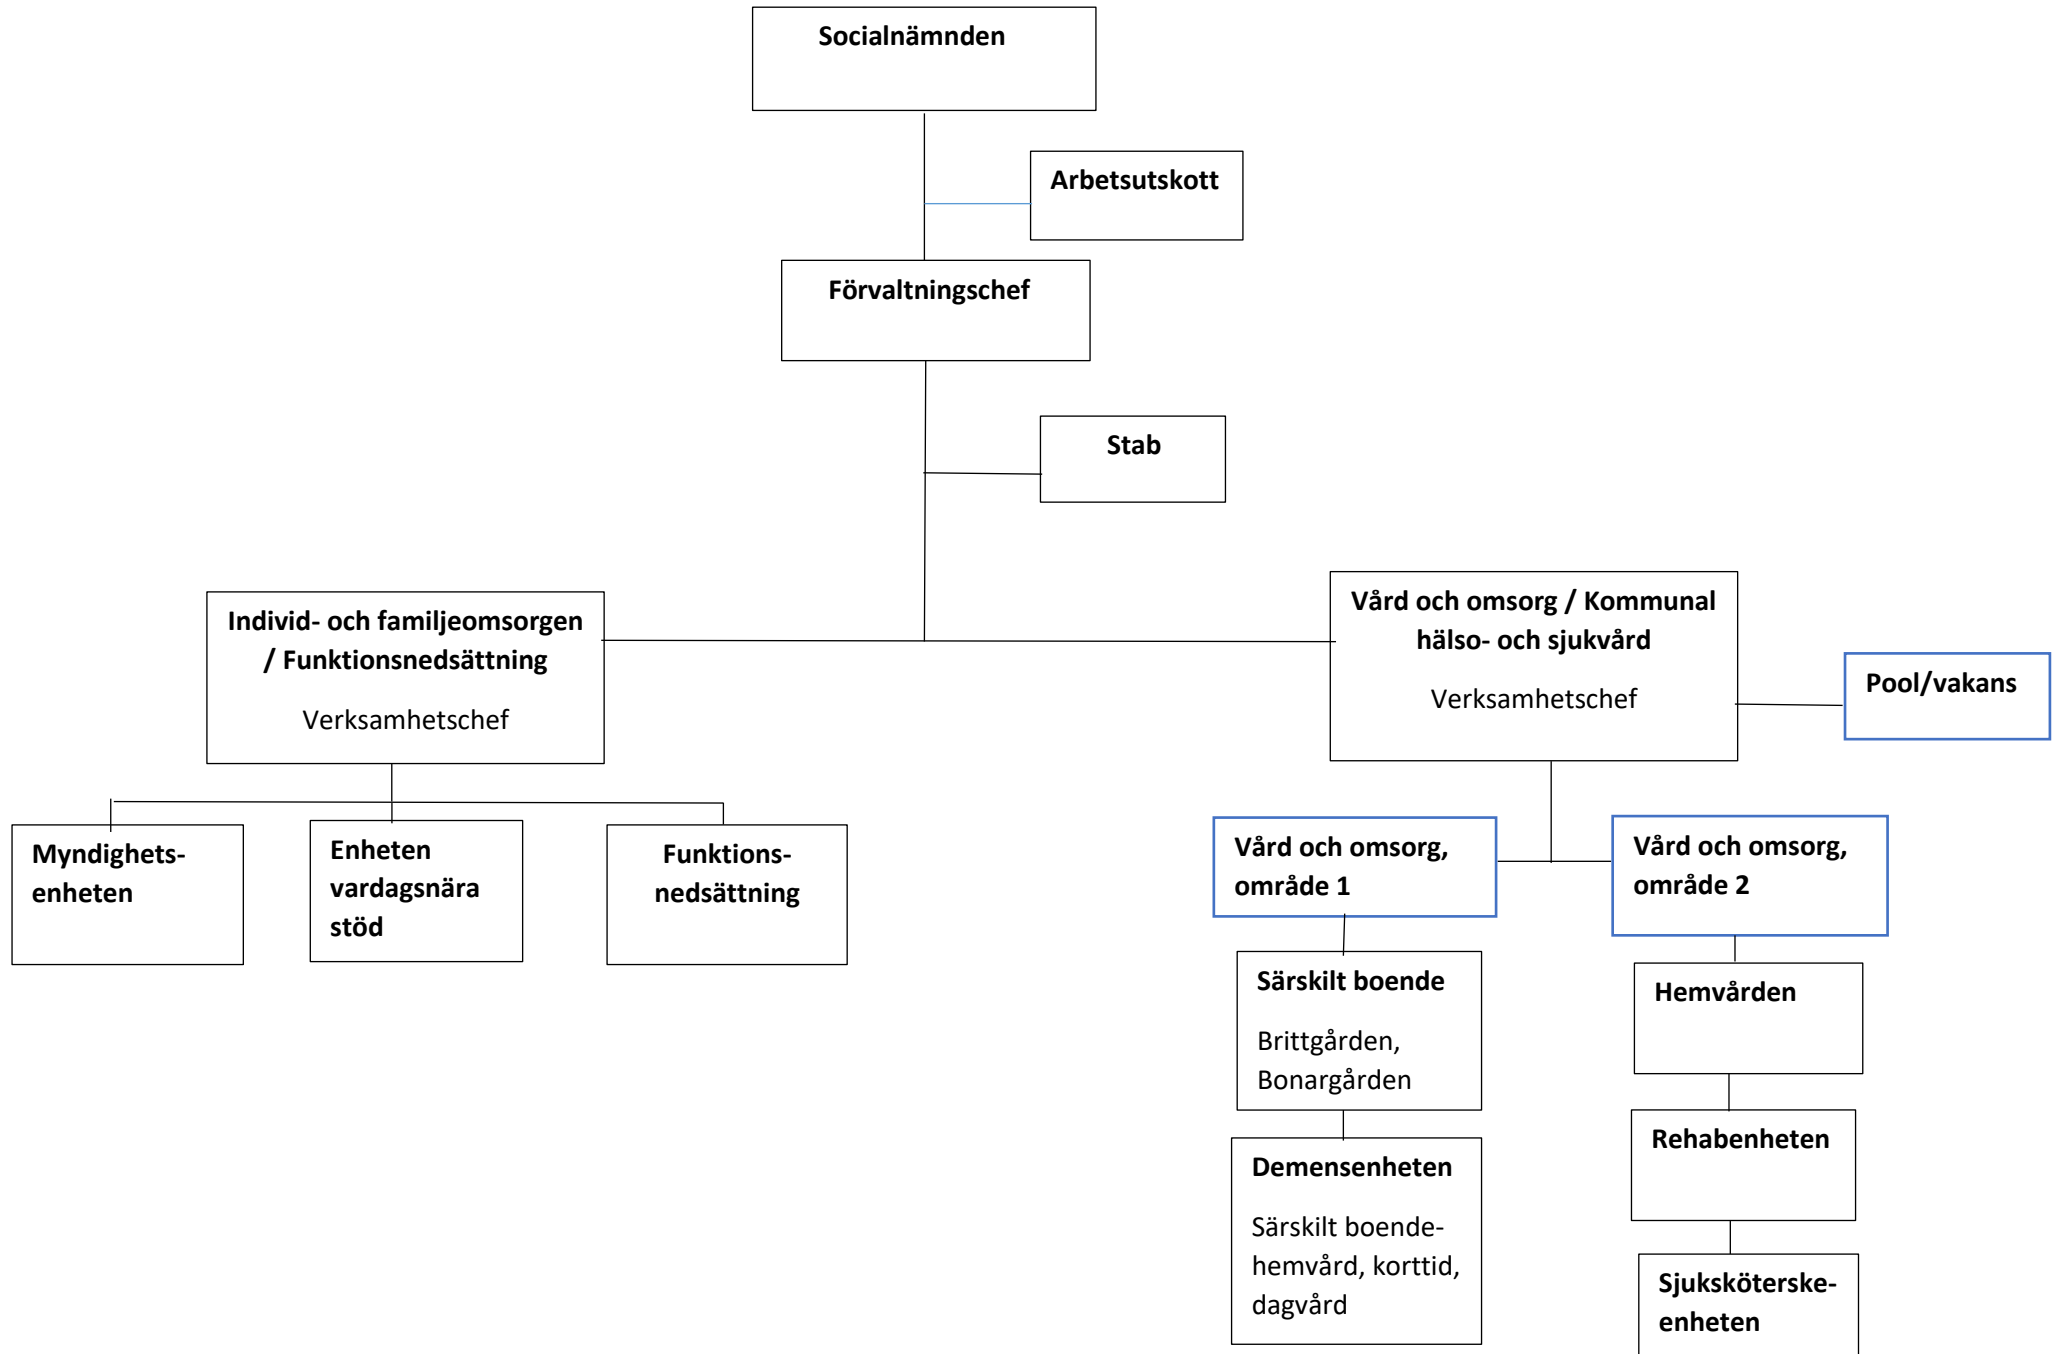 Socialnämnden
Arbetsutskott
Förvaltningschef
Stab
Individ- och familjeomsorgen
/ Funktionsnedsättning
Verksamhetschef
Vård och omsorg / Kommunal
hälso- och sjukvård
Verksamhetschef
Pool/vakans
Myndighets-
enheten
Enheten
vardagsnära
stöd
Funktions-
nedsättning
Vård och omsorg,
område 1
Vård och omsorg,
område 2
Särskilt boende
Brittgården,
Bonargården
Demensenheten
Särskilt boende-
hemvård, korttid,
dagvård
Hemvården
Rehabenheten
Sjuksköterske-
enheten